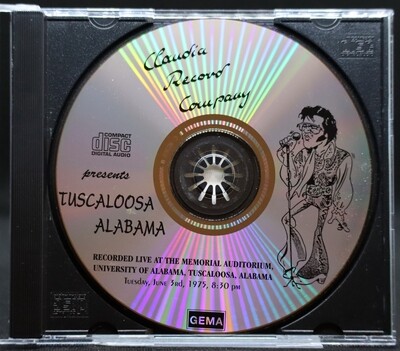 Claudia
Record
Company
COMPACT
disc
DIGITAL AUDIO
presents
TUSCALOOSA
ALABAMA
RECORDED LIVE AT THE MEMORIAL AUDITORIUM,
UNIVERSITY OF ALABAMA, TUSCALOOSA, ALABAMA
Tuesday, June 3rd, 1975, 8:30 pm
GEMA